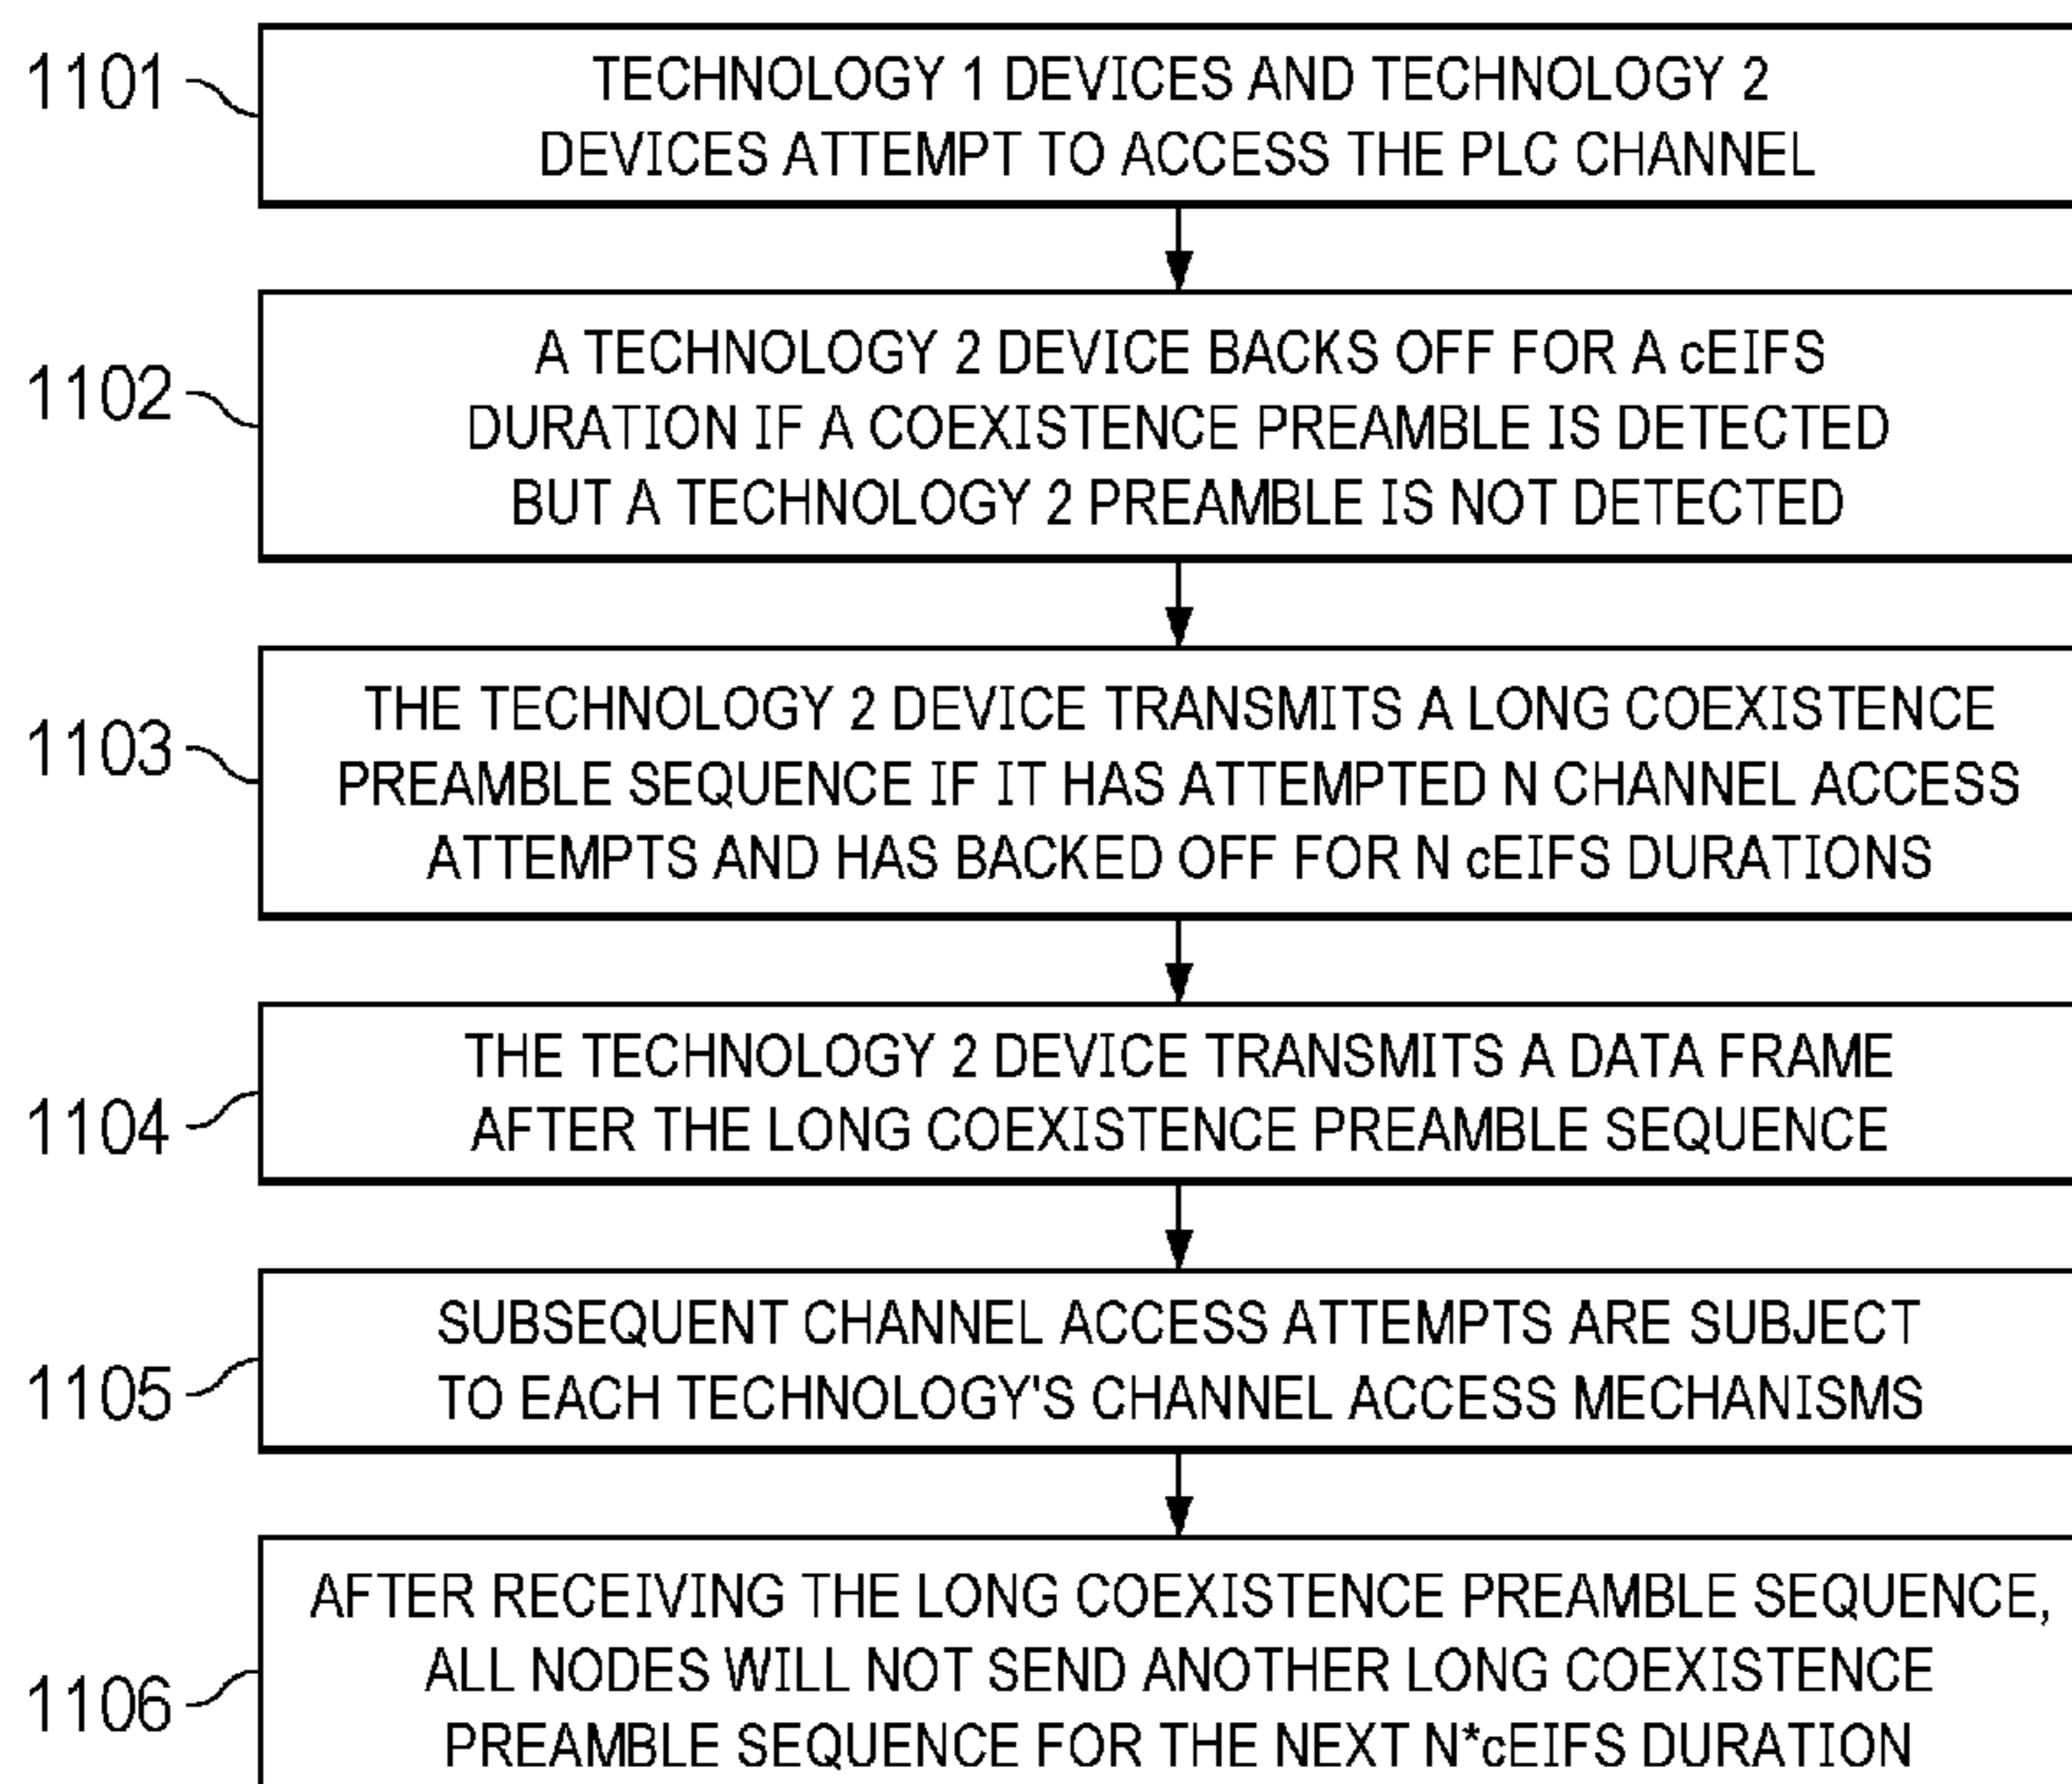 1101
TECHNOLOGY 1 DEVICES AND TECHNOLOGY 2
DEVICES ATTEMPT TO ACCESS THE PLC CHANNEL
1102
A TECHNOLOGY 2 DEVICE BACKS OFF FOR A cEIFS
DURATION IF A COEXISTENCE PREAMBLE IS DETECTED
BUT A TECHNOLOGY 2 PREAMBLE IS NOT DETECTED
1103
THE TECHNOLOGY 2 DEVICE TRANSMITS A LONG COEXISTENCE
PREAMBLE SEQUENCE IF IT HAS ATTEMPTED N CHANNEL ACCESS
ATTEMPTS AND HAS BACKED OFF FOR N cEIFS DURATIONS
1104
THE TECHNOLOGY 2 DEVICE TRANSMITS A DATA FRAME
AFTER THE LONG COEXISTENCE PREAMBLE SEQUENCE
1105
SUBSEQUENT CHANNEL ACCESS ATTEMPTS ARE SUBJECT
TO EACH TECHNOLOGY'S CHANNEL ACCESS MECHANISMS
1106
AFTER RECEIVING THE LONG COEXISTENCE PREAMBLE SEQUENCE,
ALL NODES WILL NOT SEND ANOTHER LONG COEXISTENCE
PREAMBLE SEQUENCE FOR THE NEXT N*cEIFS DURATION